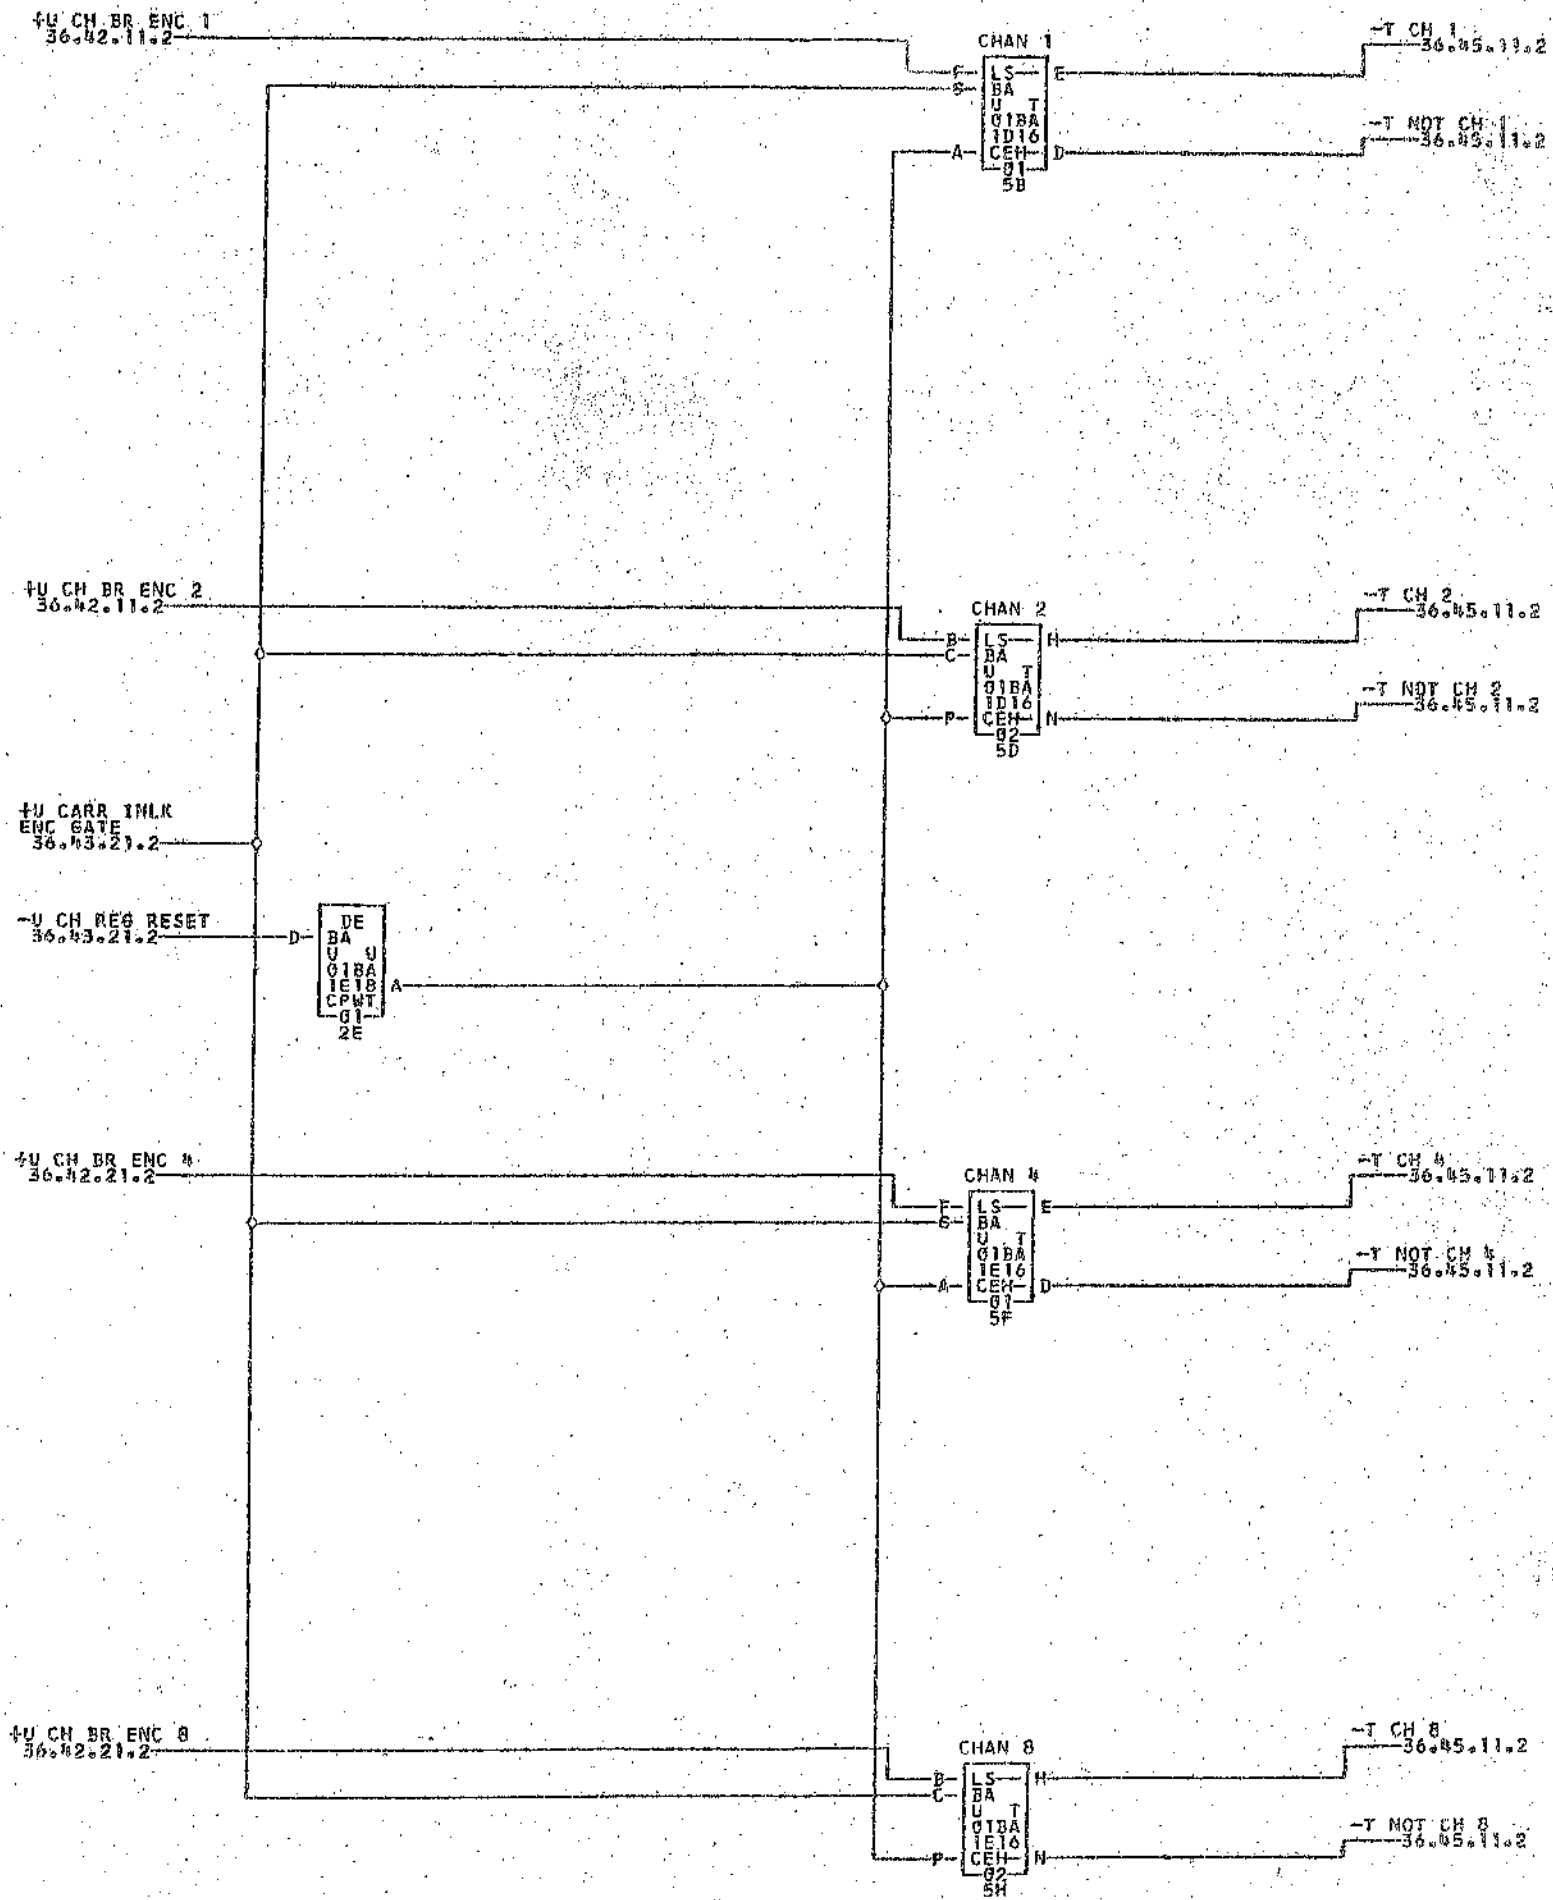 +U CH BR ENC 1
36.42.11.2
CHAN 1
-T CH 1
36.45.11.2
F LS E
G BA
U T
01BA
1D16
A CEH D
01
5B
-T NOT CH 1
36.45.11.2
+U CH BR ENC 2
36.42.11.2
CHAN 2
-T CH 2
36.45.11.2
B LS H
C BA
U T
01BA
1D16
P CEH N
02
5D
-T NOT CH 2
36.45.11.2
+U CARR INLK
ENC GATE
36.43.21.2
-U CH REG RESET
36.43.21.2
DE
D BA
U U
01BA
1E18 A
CPWT
01
2E
+U CH BR ENC 4
36.42.21.2
CHAN 4
-T CH 4
36.45.11.2
F LS E
G BA
U T
01BA
1E16
A CEH D
01
5F
-T NOT CH 4
36.45.11.2
+U CH BR ENC 8
36.42.21.2
CHAN 8
-T CH 8
36.45.11.2
B LS H
C BA
U T
01BA
1E16
P CEH N
02
5H
-T NOT CH 8
36.45.11.2